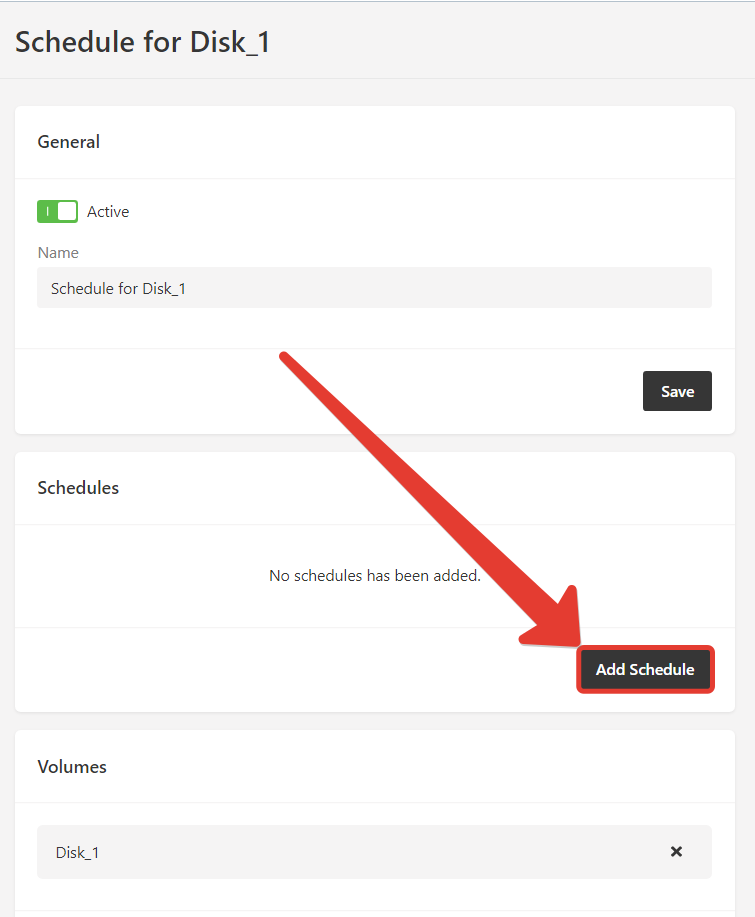 Schedule for Disk_1
General
Active
Name
Schedule for Disk_1
Save
Schedules
No schedules has been added.
Add Schedule
Volumes
Disk_1